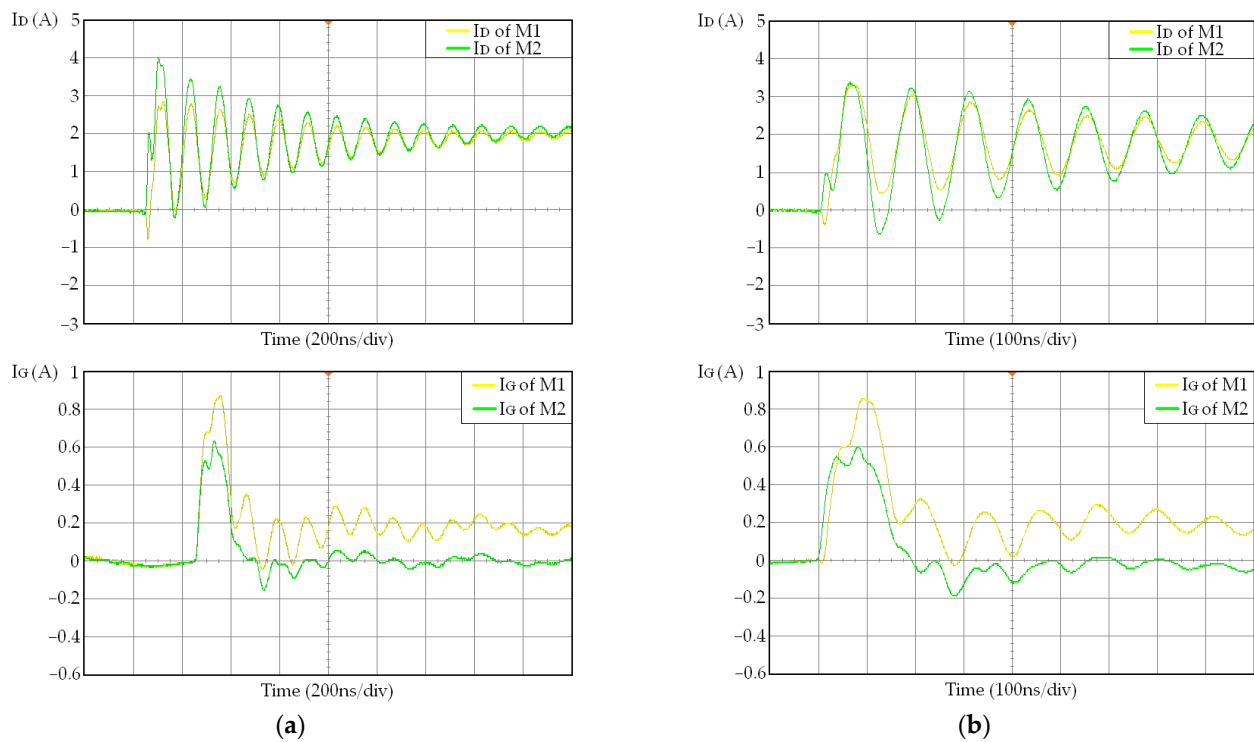 ID (A)
5
4
3
2
1
0
−1
−2
−3
ID of M1
ID of M2
Time (200ns/div)
ID (A)
5
4
3
2
1
0
−1
−2
−3
ID of M1
ID of M2
Time (100ns/div)
IG (A)
1
0.8
0.6
0.4
0.2
0
−0.2
−0.4
−0.6
IG of M1
IG of M2
Time (200ns/div)
IG (A)
1
0.8
0.6
0.4
0.2
0
−0.2
−0.4
−0.6
IG of M1
IG of M2
Time (100ns/div)
(a)
(b)